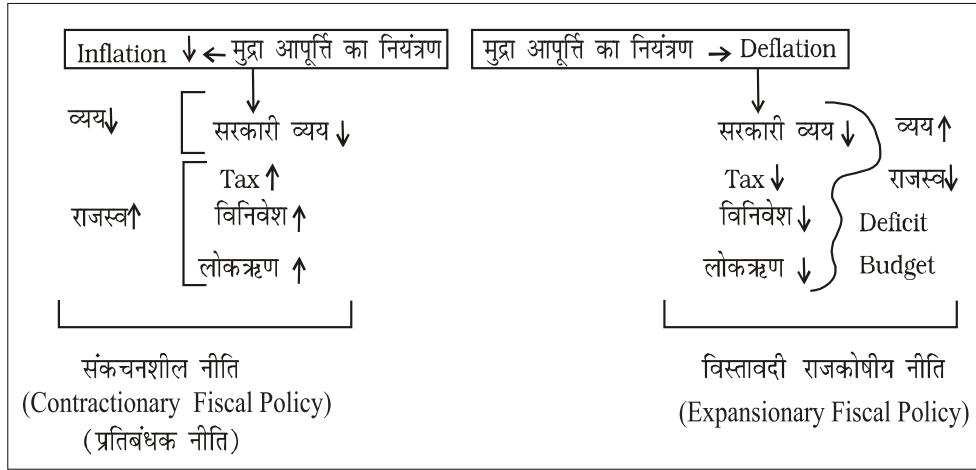 Inflation ↓ ← मुद्रा आपूर्त्ति का नियंत्रण
व्यय↓
सरकारी व्यय ↓
Tax ↑
राजस्व↑
विनिवेश ↑
लोकऋण ↑
संकचनशील नीति
(Contractionary Fiscal Policy)
(प्रतिबंधक नीति)
मुद्रा आपूर्त्ति का नियंत्रण → Deflation
सरकारी व्यय ↓
व्यय ↑
Tax ↓
राजस्व↓
विनिवेश ↓
Deficit
लोकऋण ↓
Budget
विस्तावदी राजकोषीय नीति
(Expansionary Fiscal Policy)